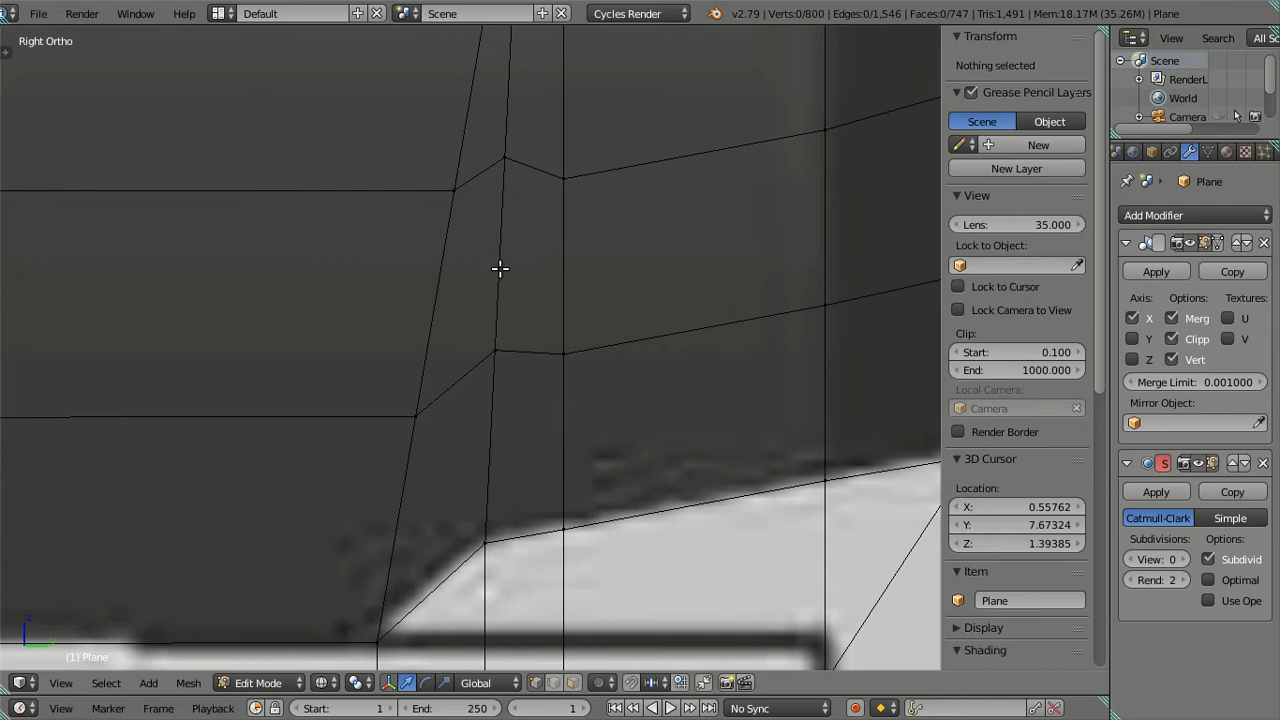 File Render Window Help Default Scene Cycles Render v2.79 | Verts:0/800 | Edges:0/1,546 | Faces:0/747 | Tris:1,491 | Mem:18.17M (35.26M) | Plane
Right Ortho
Transform
Nothing selected
Grease Pencil Layers
Scene Object
New
New Layer
View
Lens: 35.000
Lock to Object:
Lock to Cursor
Lock Camera to View
Clip:
Start: 0.100
End: 1000.000
Local Camera:
Camera
Render Border
3D Cursor
Location:
X: 0.55762
Y: 7.67324
Z: 1.39385
Item
Plane
Display
Shading
View Search All Sc
Scene
RenderL
World
Camera
Plane
Add Modifier
Apply Copy
Axis: Options: Textures:
X Merg U
Y Clipp V
Z Vert
Merge Limit: 0.001000
Mirror Object:
S
Apply Copy
Catmull-Clark Simple
Subdivisions: Options:
View: 0 Subdivid
Rend: 2 Optimal
Use Ope
z
y
(1) Plane
View Select Add Mesh Edit Mode Global
View Marker Frame Playback Start: 1 End: 250 1 No Sync